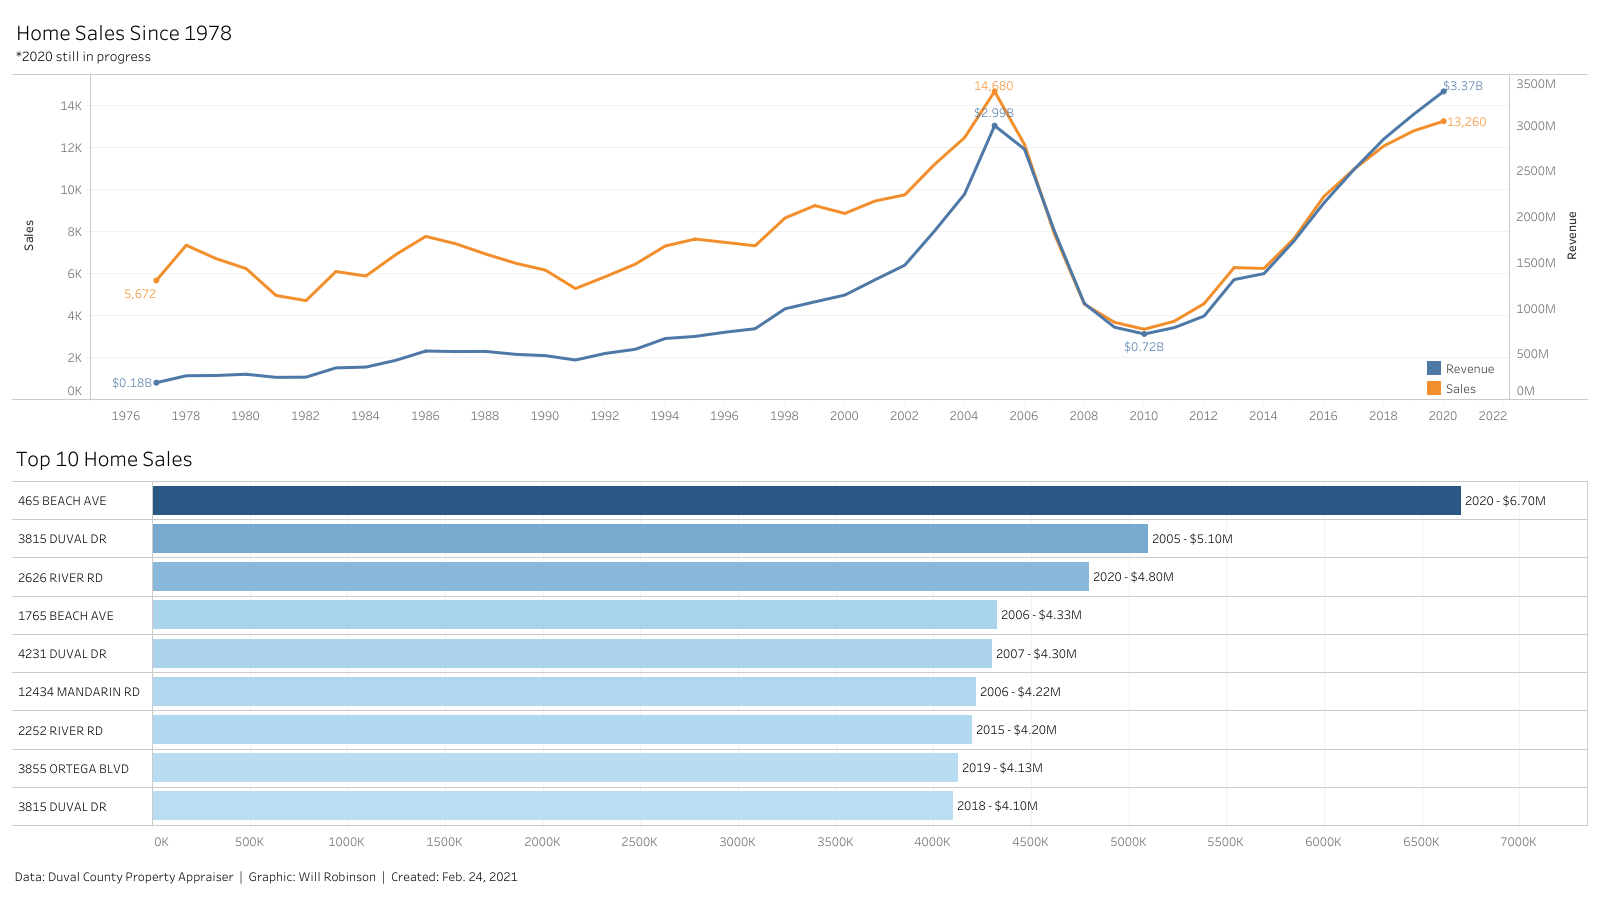 Home Sales Since 1978
*2020 still in progress
14,680
$2.99B
$3.37B
13,260
5,672
$0.18B
$0.72B
Sales
14K
12K
10K
8K
6K
4K
2K
0K
3500M
3000M
2500M
2000M
1500M
1000M
500M
0M
Revenue
Revenue
Sales
1976 1978 1980 1982 1984 1986 1988 1990 1992 1994 1996 1998 2000 2002 2004 2006 2008 2010 2012 2014 2016 2018 2020 2022
Top 10 Home Sales
465 BEACH AVE 2020 - $6.70M
3815 DUVAL DR 2005 - $5.10M
2626 RIVER RD 2020 - $4.80M
1765 BEACH AVE 2006 - $4.33M
4231 DUVAL DR 2007 - $4.30M
12434 MANDARIN RD 2006 - $4.22M
2252 RIVER RD 2015 - $4.20M
3855 ORTEGA BLVD 2019 - $4.13M
3815 DUVAL DR 2018 - $4.10M
0K 500K 1000K 1500K 2000K 2500K 3000K 3500K 4000K 4500K 5000K 5500K 6000K 6500K 7000K
Data: Duval County Property Appraiser | Graphic: Will Robinson | Created: Feb. 24, 2021